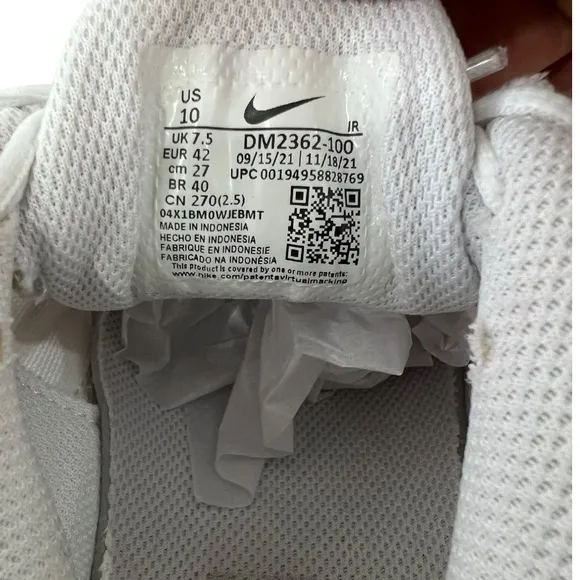 US
10
IR
UK 7.5
EUR 42
cm 27
BR 40
CN 270(2.5)
DM2362-100
09/15/21 | 11/18/21
UPC 00194958828769
04X1BM0WJEBMT
MADE IN INDONESIA
HECHO EN INDONESIA
FABRIQUE EN INDONESIE
FABRICADO NA INDONÉSIA
This product is covered by one or more patents:
www.nike.com/patentsvirtualmarking